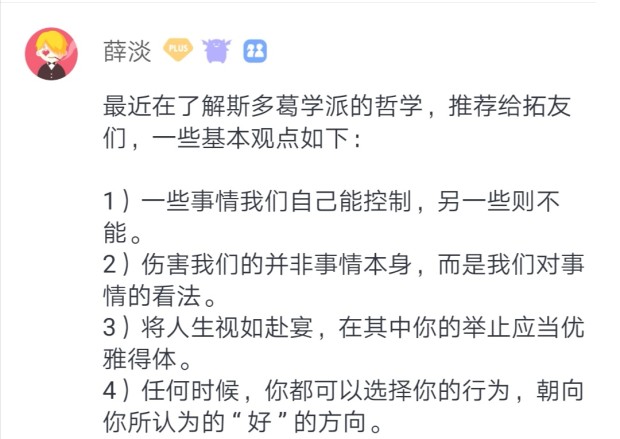 薛淡 PLUS
最近在了解斯多葛学派的哲学，推荐给拓友
们，一些基本观点如下：
1）一些事情我们自己能控制，另一些则不
能。
2）伤害我们的并非事情本身，而是我们对事
情的看法。
3）将人生视如赴宴，在其中你的举止应当优
雅得体。
4）任何时候，你都可以选择你的行为，朝向
你所认为的“好”的方向。